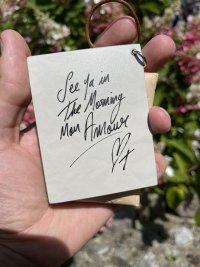 See Ya in
The Morning
Mon Amour